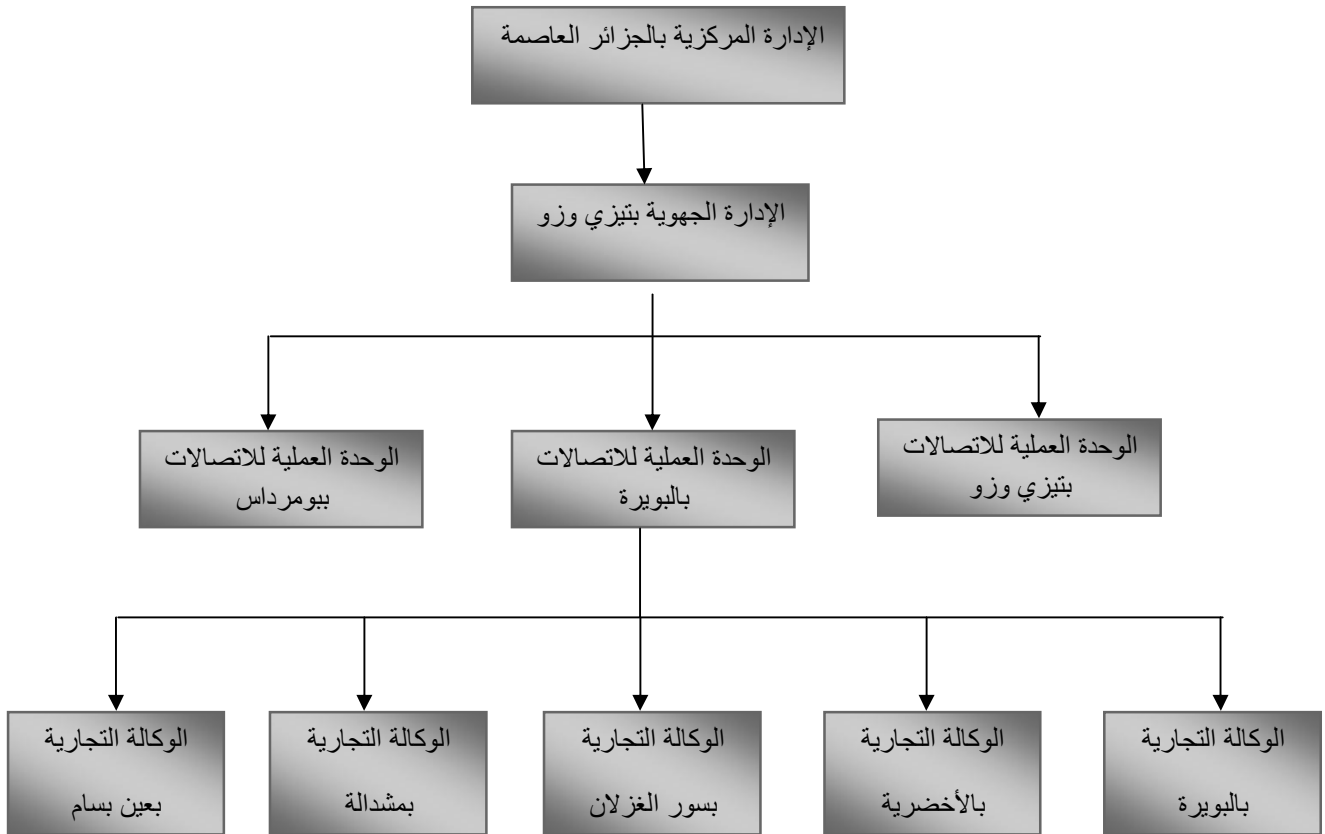 الإدارة المركزية بالجزائر العاصمة
الإدارة الجهوية بتيزي وزو
الوحدة العملية للاتصالات
بتيزي وزو
الوحدة العملية للاتصالات
بالبويرة
الوحدة العملية للاتصالات
ببومرداس
الوكالة التجارية
بالبويرة
الوكالة التجارية
بالأخضرية
الوكالة التجارية
بسور الغزلان
الوكالة التجارية
بمشدالة
الوكالة التجارية
بعين بسام